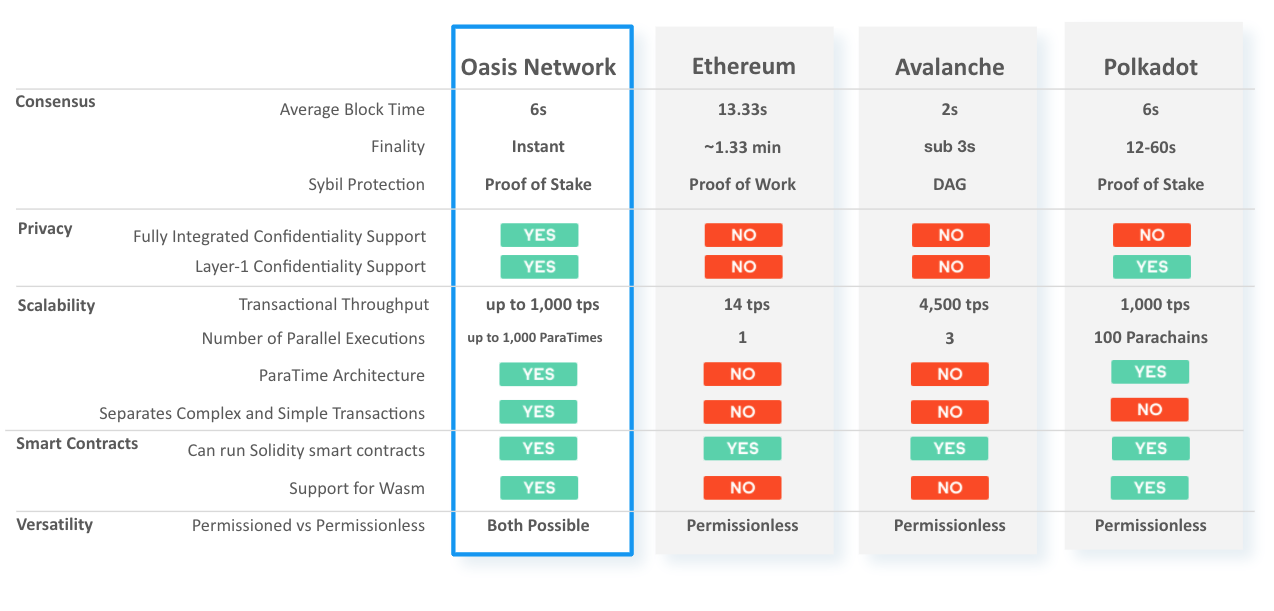 Oasis Network Ethereum Avalanche Polkadot
Consensus
Average Block Time 6s 13.33s 2s 6s
Finality Instant ~1.33 min sub 3s 12-60s
Sybil Protection Proof of Stake Proof of Work DAG Proof of Stake
Privacy
Fully Integrated Confidentiality Support YES NO NO NO
Layer-1 Confidentiality Support YES NO NO YES
Scalability Transactional Throughput up to 1,000 tps 14 tps 4,500 tps 1,000 tps
Number of Parallel Executions up to 1,000 ParaTimes 1 3 100 Parachains
ParaTime Architecture YES NO NO YES
Separates Complex and Simple Transactions YES NO NO NO
Smart Contracts Can run Solidity smart contracts YES YES YES YES
Support for Wasm YES NO NO YES
Versatility Permissioned vs Permissionless Both Possible Permissionless Permissionless Permissionless